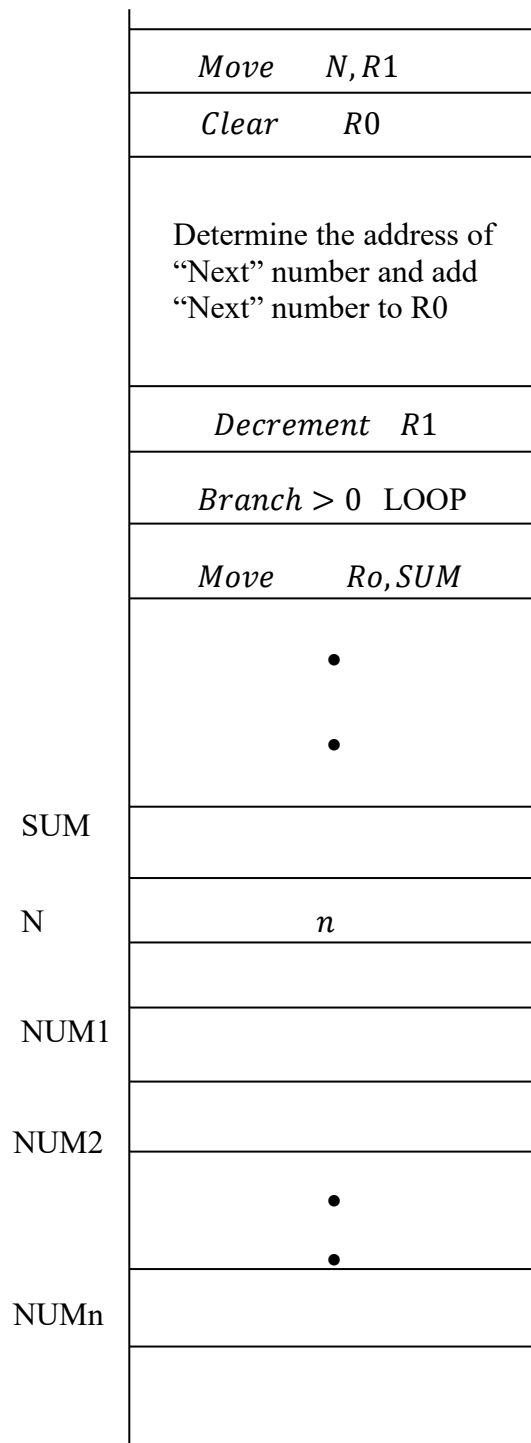 Move N, R1
Clear R0
Determine the address of
“Next” number and add
“Next” number to R0
Decrement R1
Branch > 0 LOOP
Move Ro, SUM
•
•
SUM
N n
NUM1
NUM2
•
•
NUMn